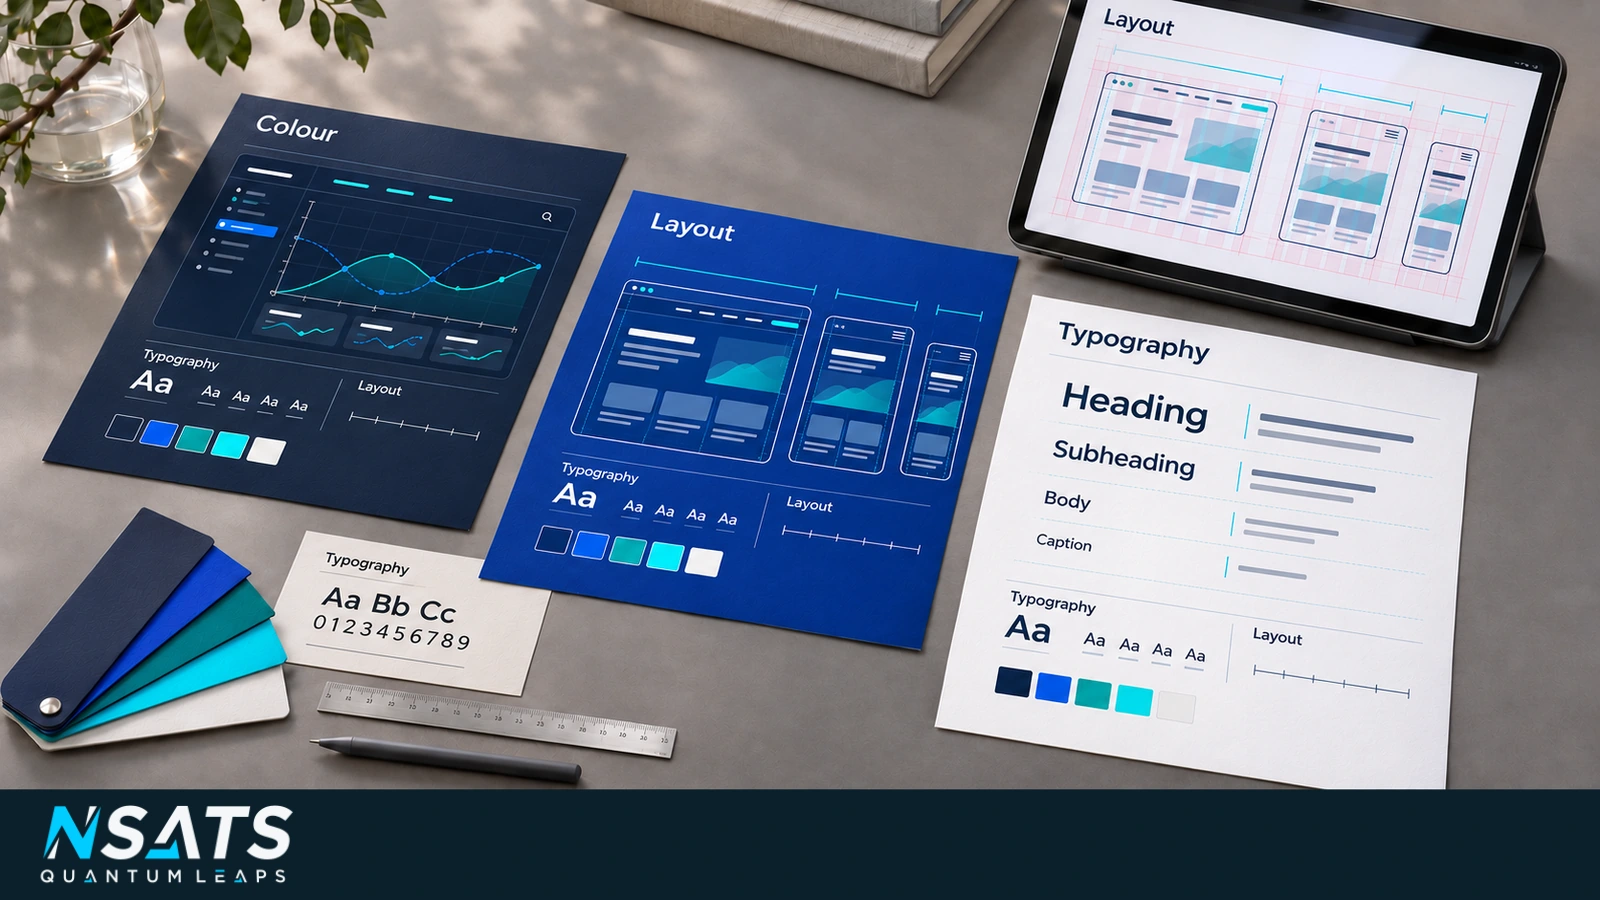 Colour
Typography
Aa
Aa Aa Aa Aa
Layout
Layout
Typography
Aa
Aa Aa Aa Aa
Layout
Layout
Typography
Heading
Subheading
Body
Caption
Typography
Aa
Aa Aa Aa Aa
Layout
Typography
Aa Bb Cc
0123456789
NSATS
QUANTUM LEAPS